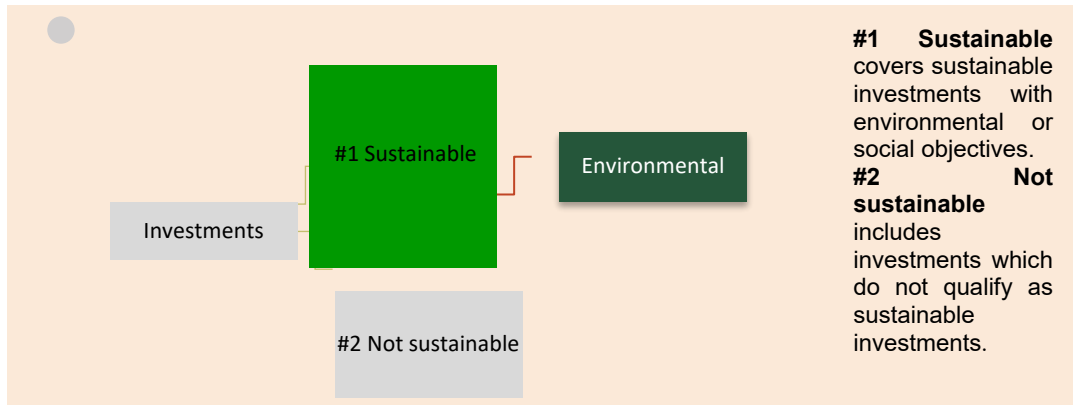 #1 Sustainable
Environmental
Investments
#2 Not sustainable
#1 Sustainable
covers sustainable
investments with
environmental or
social objectives.
#2 Not
sustainable
includes
investments which
do not qualify as
sustainable
investments.